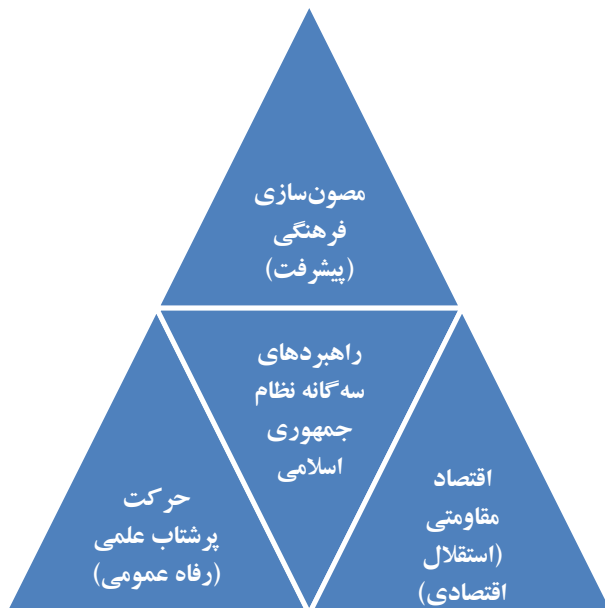 مصون‌سازی
فرهنگی
(پیشرفت)
راهبردهای
سه‌گانه نظام
جمهوری
اسلامی
اقتصاد
مقاومتی
(استقلال
اقتصادی)
حرکت
پرشتاب علمی
(رفاه عمومی)